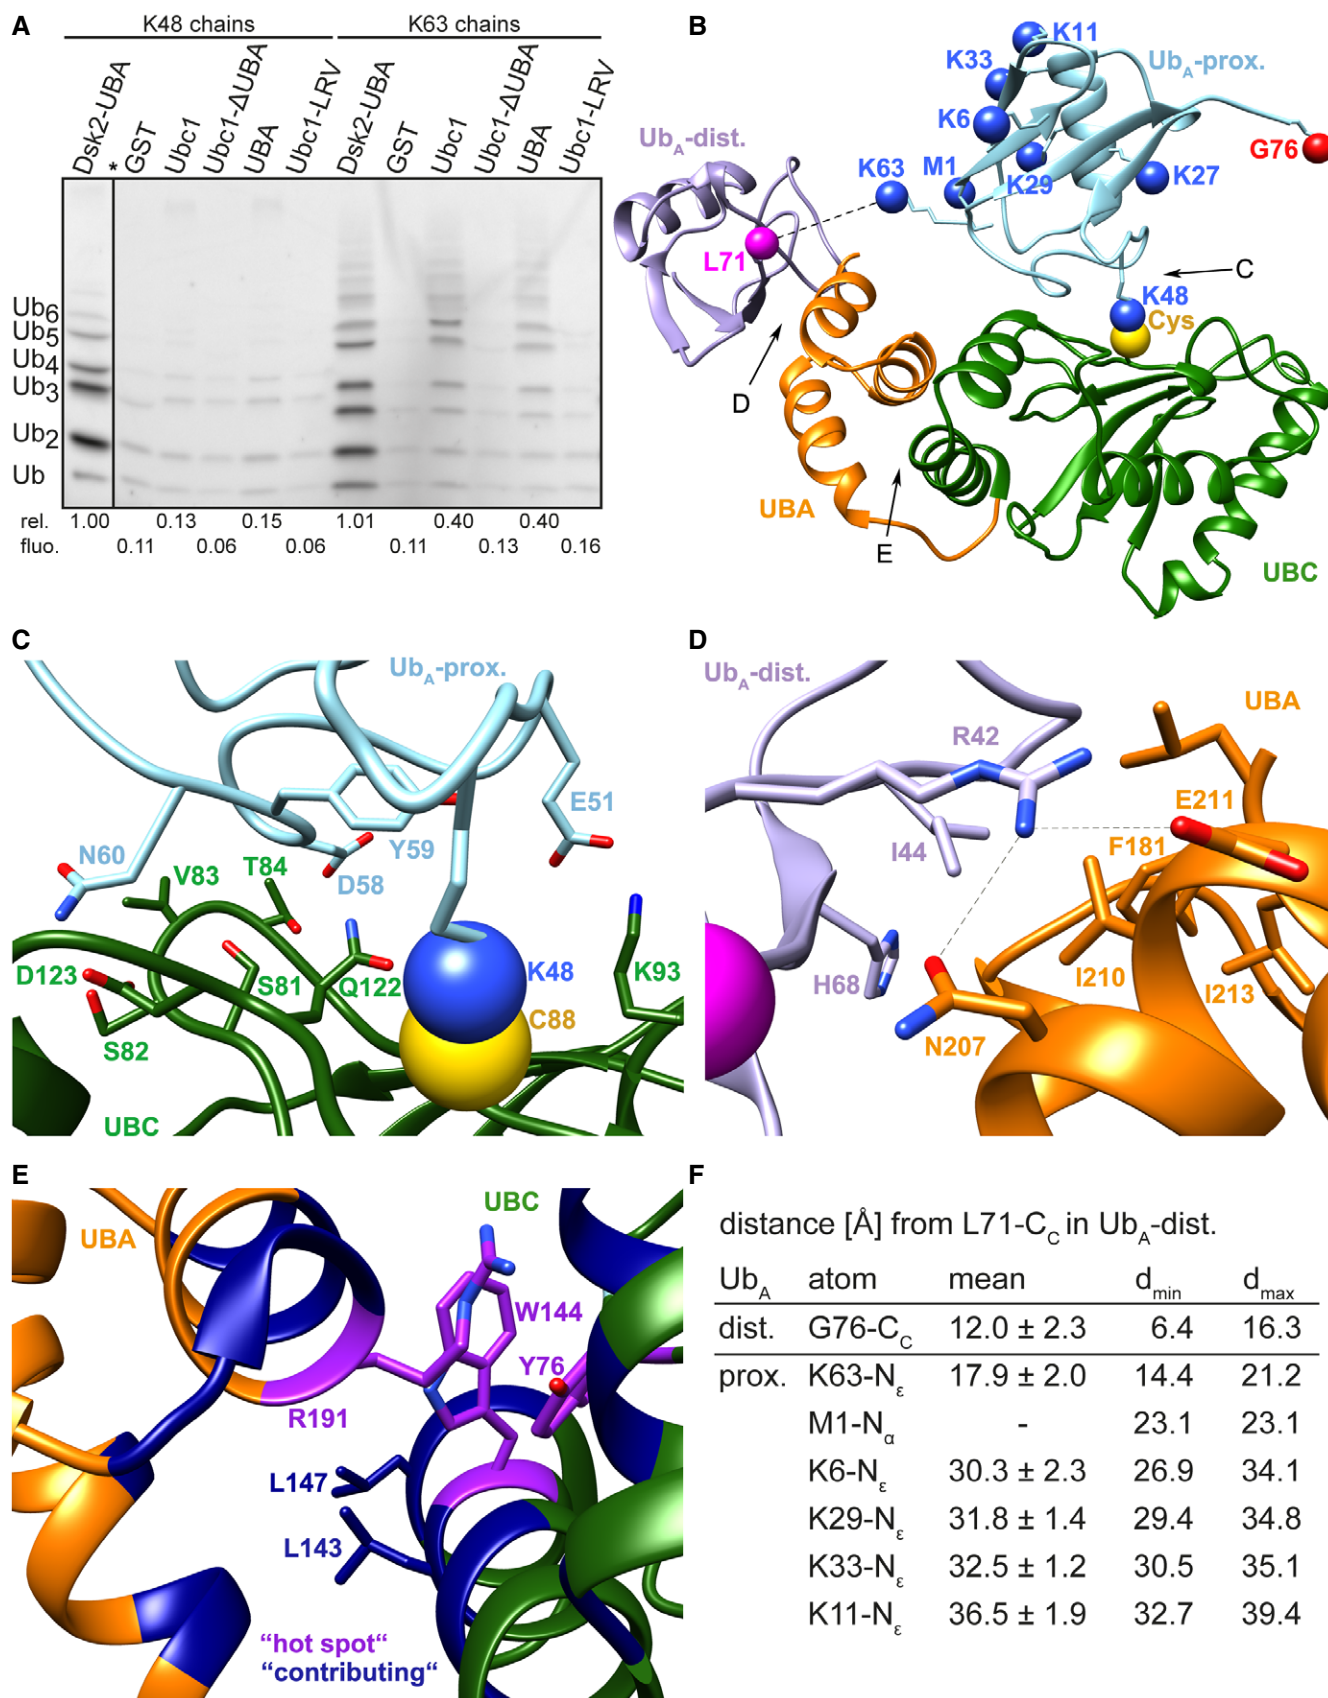 A
K48 chains K63 chains
Dsk2-UBA * GST Ubc1 Ubc1-ΔUBA UBA Ubc1-LRV Dsk2-UBA GST Ubc1 Ubc1-ΔUBA UBA Ubc1-LRV
Ub6
Ub5
Ub4
Ub3
Ub2
Ub
rel. 1.00 0.13 0.15 1.01 0.40 0.40
fluo. 0.11 0.06 0.06 0.11 0.13 0.16
B
K11
K33
UbA-prox.
K6
UbA-dist.
G76
K63
M1
K29
K27
L71
C
K48
Cys
D
UBA
E
UBC
C
UbA-prox.
E51
N60
Y59
V83
T84
D58
D123
S81
Q122
K48
K93
C88
S82
UBC
D
UbA-dist.
UBA
R42
E211
I44
F181
H68
I210
I213
N207
E
UBC
UBA
W144
Y76
R191
L147
L143
“hot spot“
“contributing“
F
distance [Å] from L71-CC in UbA-dist.
UbA atom mean dmin dmax
dist. G76-CC 12.0 ± 2.3 6.4 16.3
prox. K63-Nε 17.9 ± 2.0 14.4 21.2
M1-Nα - 23.1 23.1
K6-Nε 30.3 ± 2.3 26.9 34.1
K29-Nε 31.8 ± 1.4 29.4 34.8
K33-Nε 32.5 ± 1.2 30.5 35.1
K11-Nε 36.5 ± 1.9 32.7 39.4